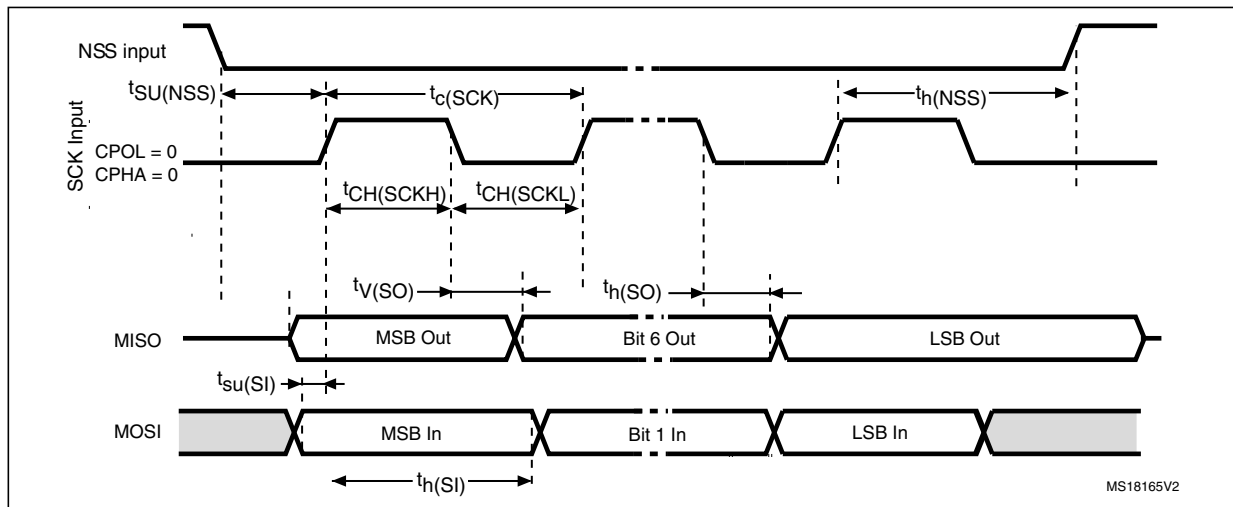 NSS input
tSU(NSS)
tc(SCK)
th(NSS)
SCK Input
CPOL = 0
CPHA = 0
tCH(SCKH)
tCH(SCKL)
tV(SO)
th(SO)
MISO
MSB Out
Bit 6 Out
LSB Out
tsu(SI)
MOSI
MSB In
Bit 1 In
LSB In
th(SI)
MS18165V2